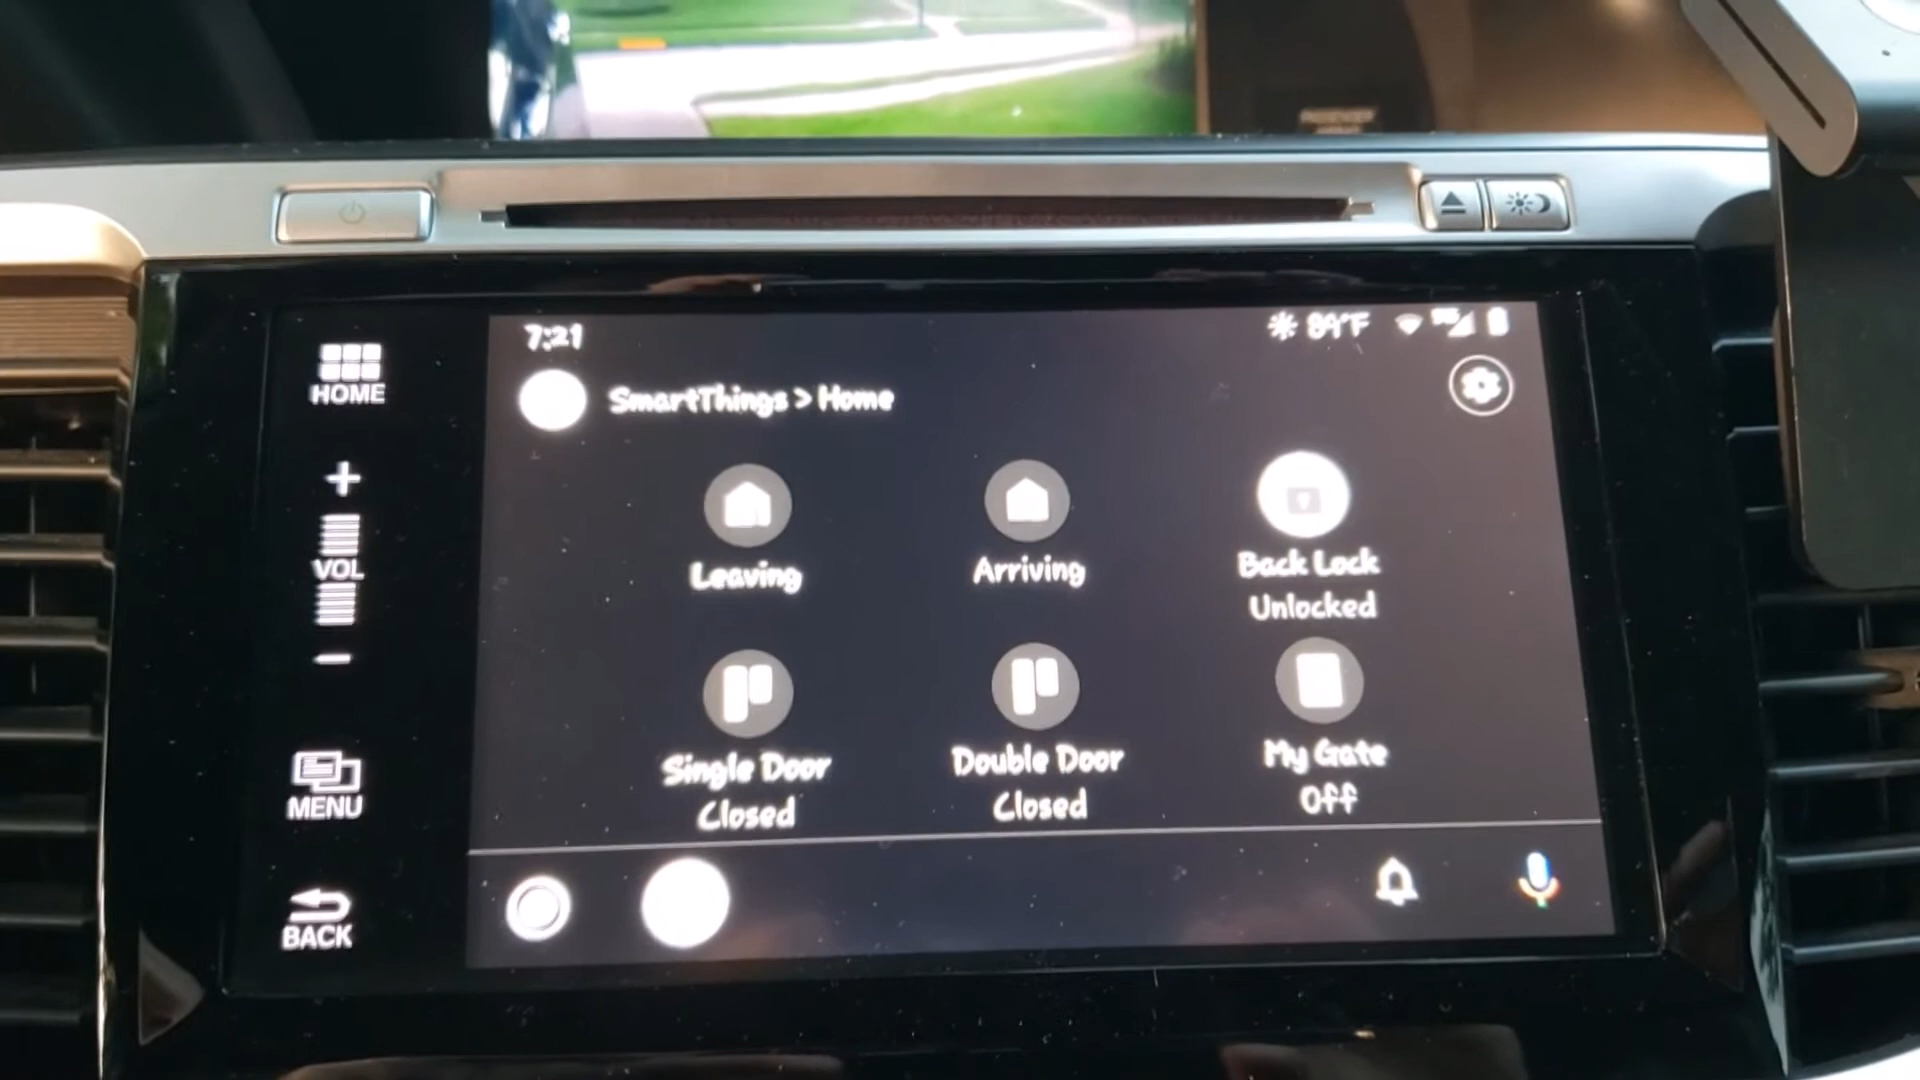 HOME
+
VOL
−
MENU
BACK
7:21
89°F
SmartThings > Home
Leaving
Arriving
Back Lock
Unlocked
Single Door
Closed
Double Door
Closed
My Gate
Off